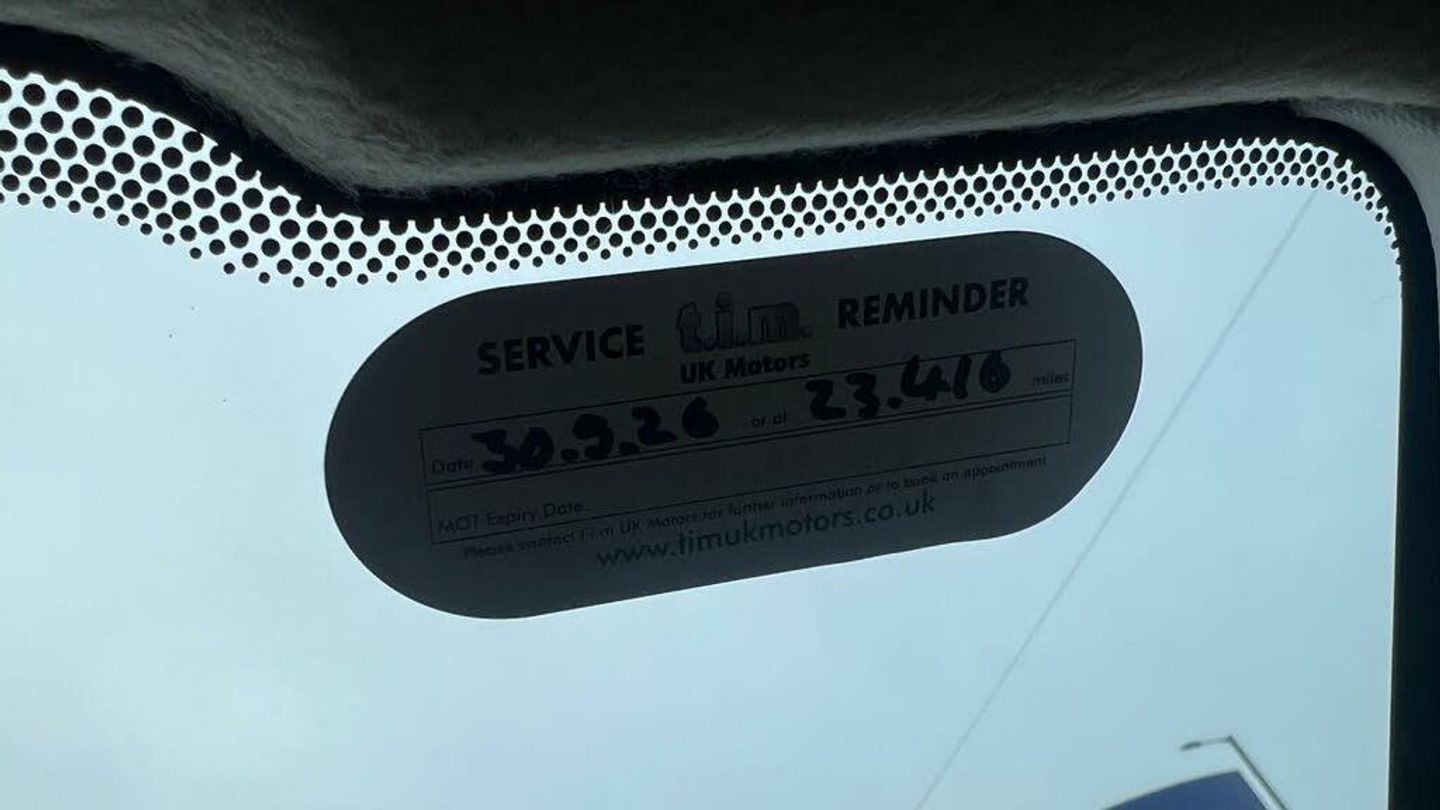 SERVICE t.i.m. REMINDER
UK Motors
Date 30.9.26 or at 23.416 miles
MOT Expiry Date
Please contact t.i.m UK Motors for further information or to book an appointment
www.timukmotors.co.uk